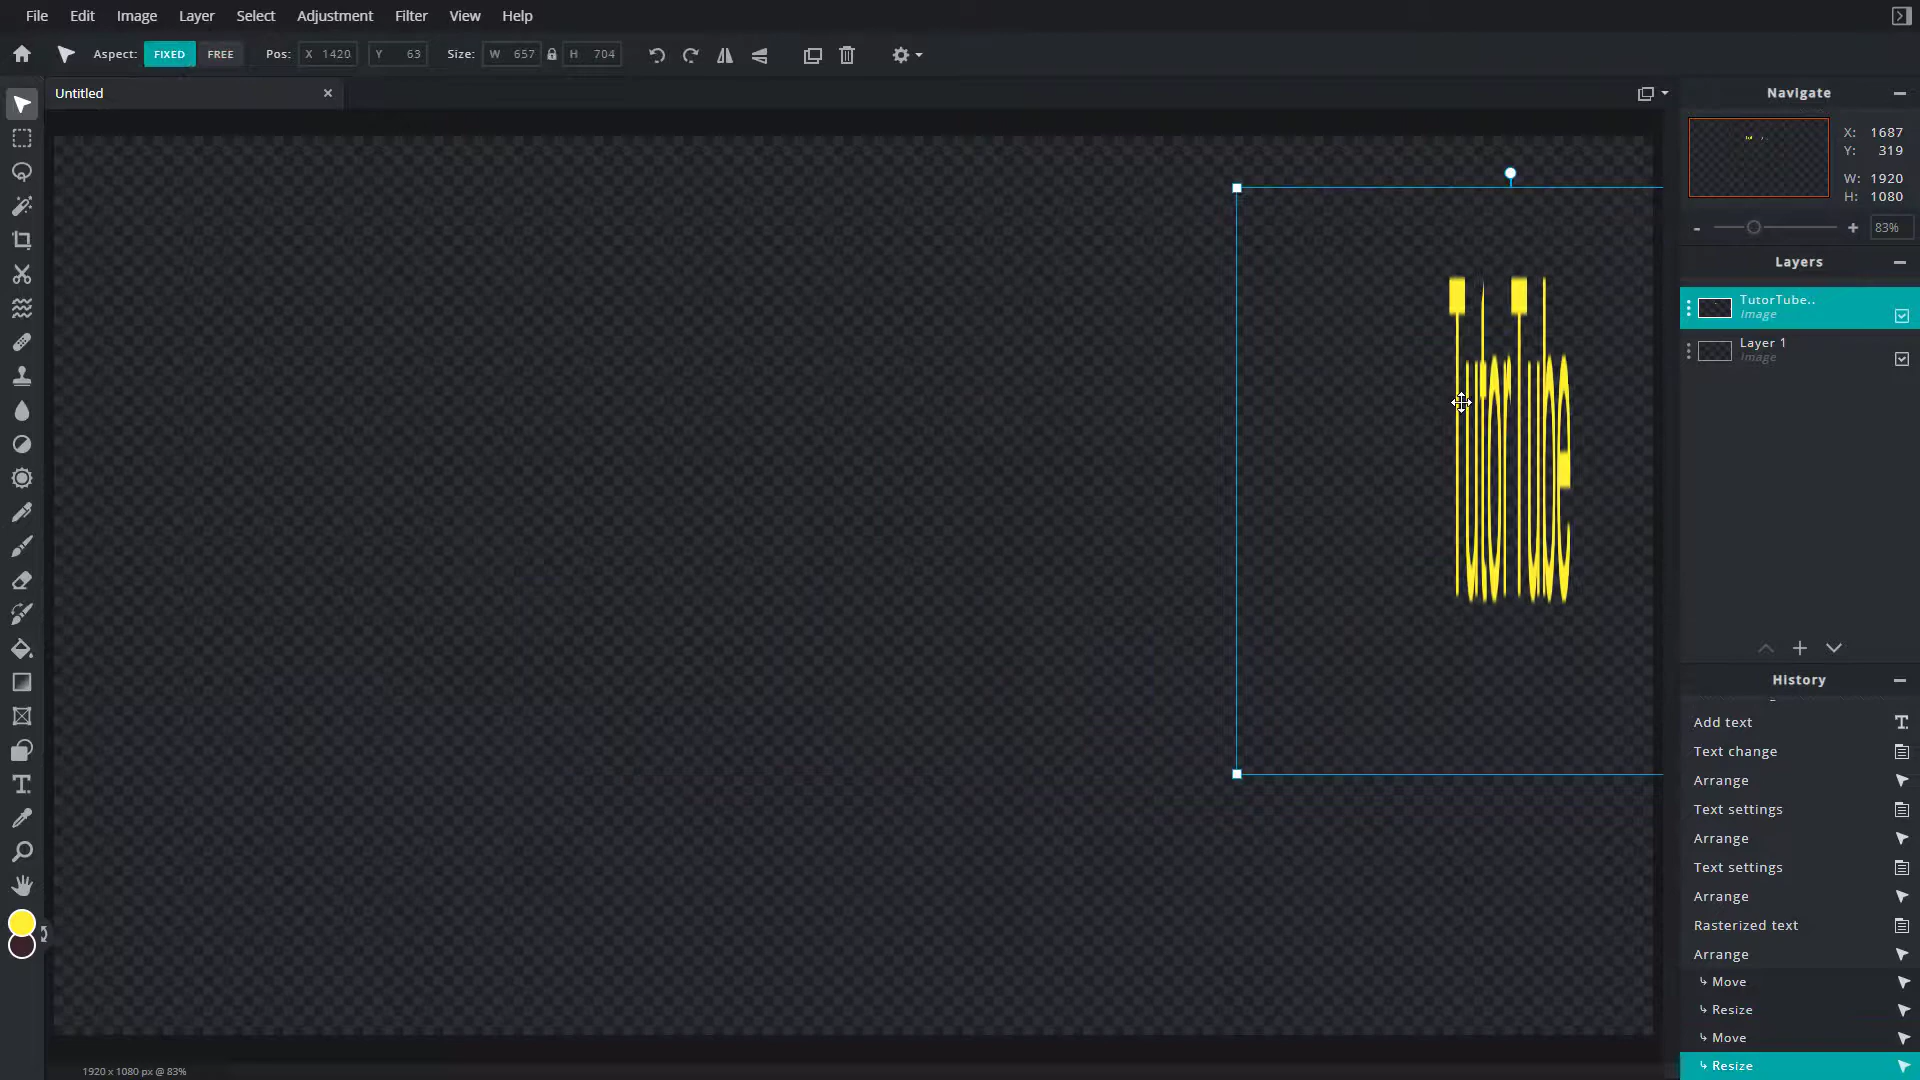 File Edit Image Layer Select Adjustment Filter View Help
Aspect: FIXED FREE Pos: X 1420 Y 63 Size: W 657 H 704
Untitled
Navigate
X: 1687
Y: 319
W: 1920
H: 1080
- + 83%
Layers
TutorTube..
Image
Layer 1
Image
TutorTube
History
Add text
Text change
Arrange
Text settings
Arrange
Text settings
Arrange
Rasterized text
Arrange
Move
Resize
Move
Resize
1920 x 1080 px @ 83%